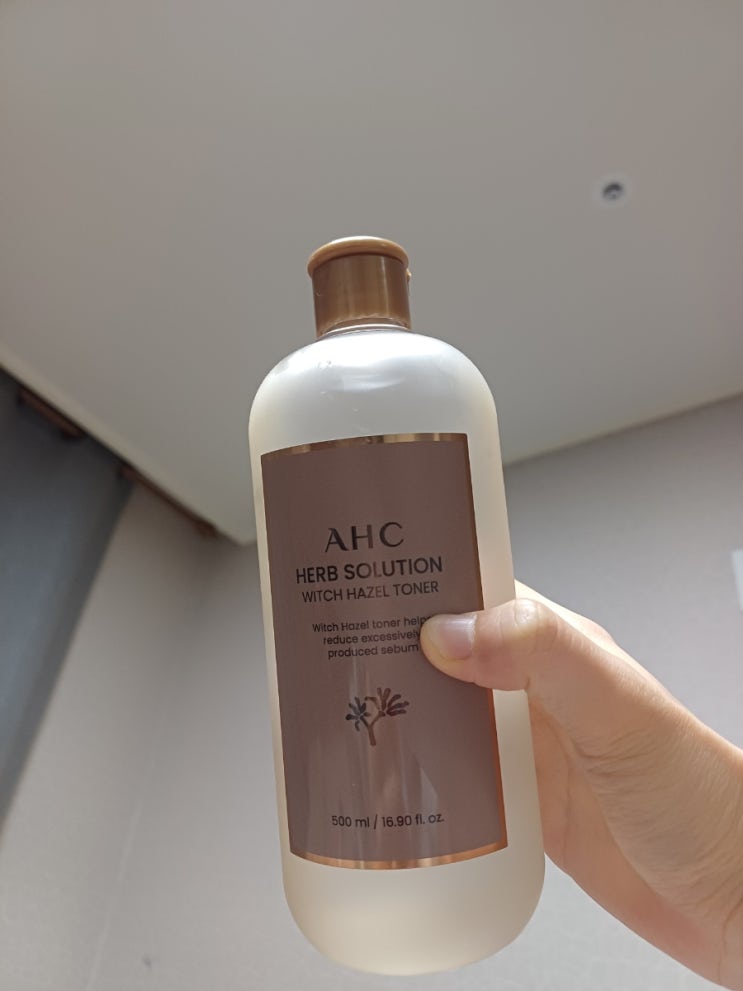 AHC
HERB SOLUTION
WITCH HAZEL TONER
Witch Hazel toner helps
reduce excessively
produced sebum
500 ml / 16.90 fl. oz.